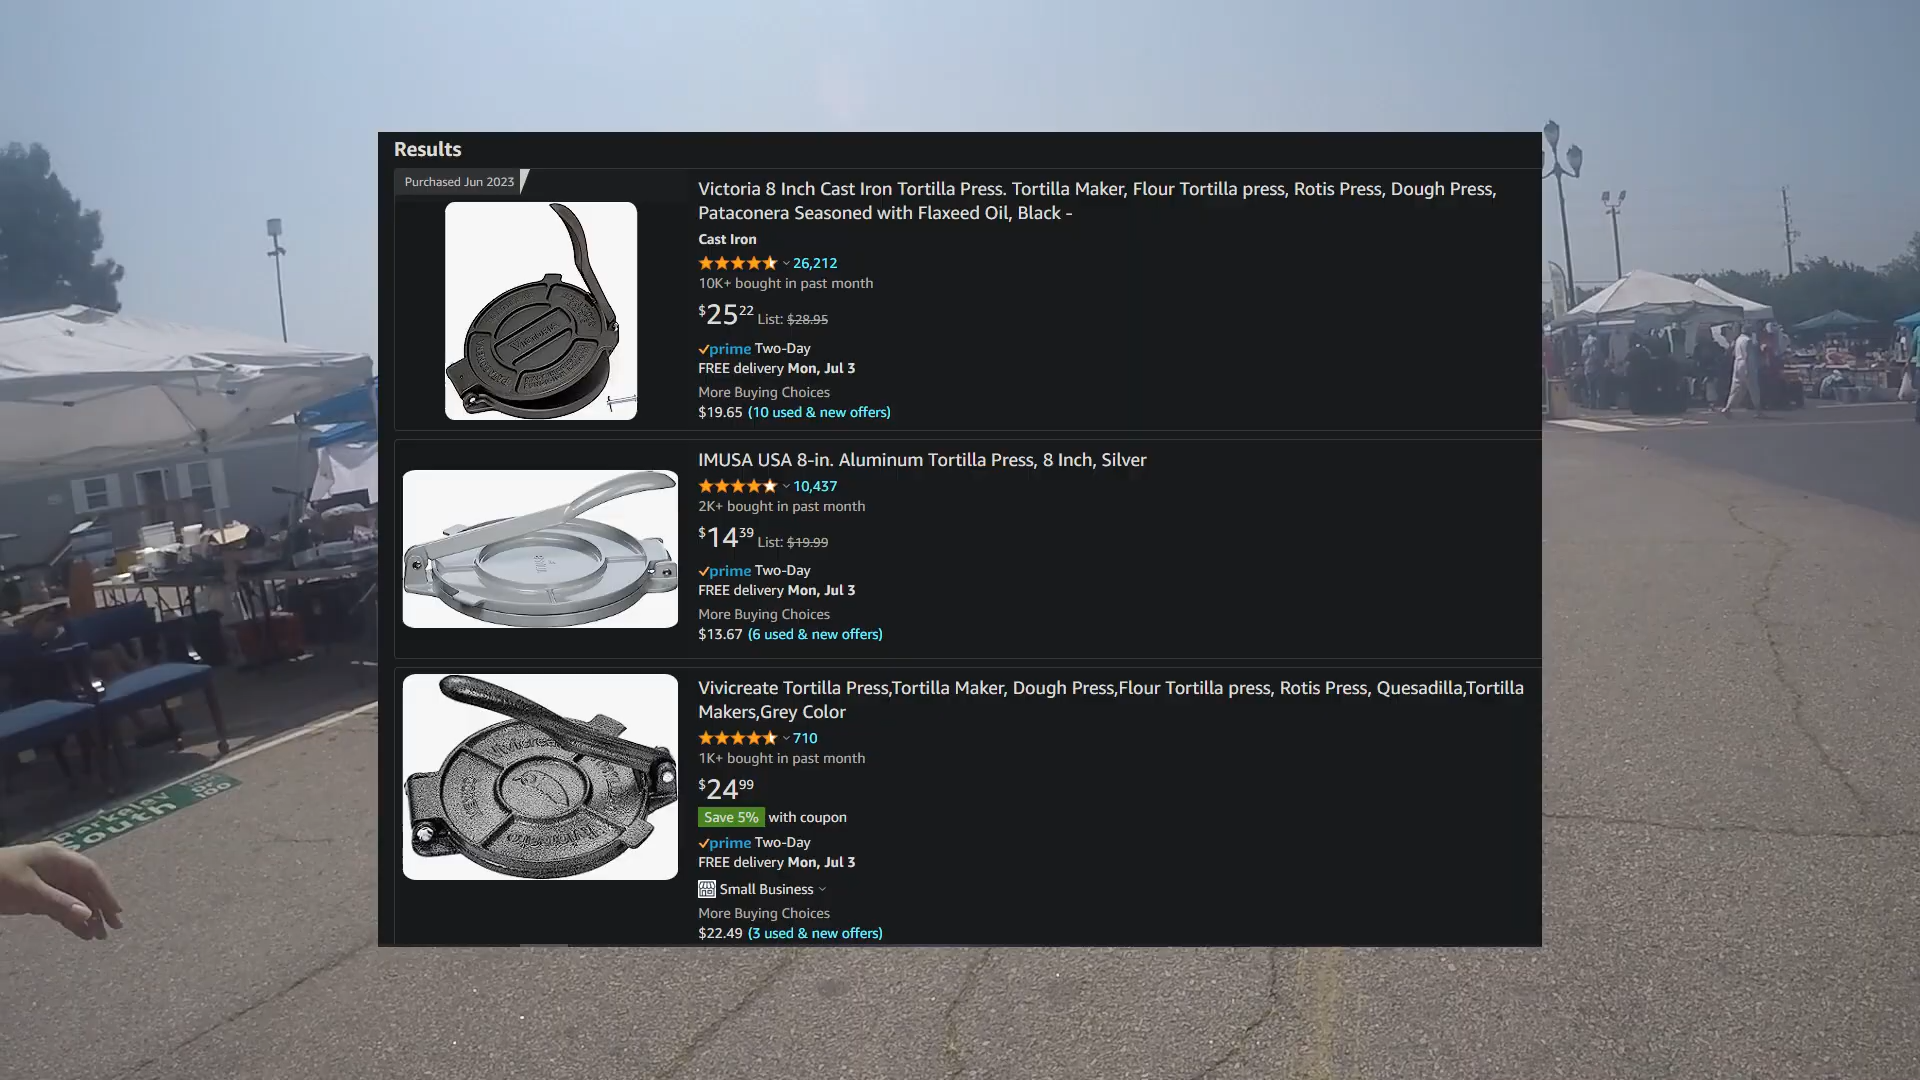 Results
Purchased Jun 2023
Victoria 8 Inch Cast Iron Tortilla Press. Tortilla Maker, Flour Tortilla press, Rotis Press, Dough Press,
Pataconera Seasoned with Flaxeed Oil, Black -
Cast Iron
26,212
10K+ bought in past month
$25 22 List: $28.95
prime Two-Day
FREE delivery Mon, Jul 3
More Buying Choices
$19.65 (10 used & new offers)
IMUSA USA 8-in. Aluminum Tortilla Press, 8 Inch, Silver
10,437
2K+ bought in past month
$14 39 List: $19.99
prime Two-Day
FREE delivery Mon, Jul 3
More Buying Choices
$13.67 (6 used & new offers)
Vivicreate Tortilla Press,Tortilla Maker, Dough Press,Flour Tortilla press, Rotis Press, Quesadilla,Tortilla
Makers,Grey Color
710
1K+ bought in past month
$24 99
Save 5% with coupon
prime Two-Day
FREE delivery Mon, Jul 3
Small Business
More Buying Choices
$22.49 (3 used & new offers)
VICTORIA
South